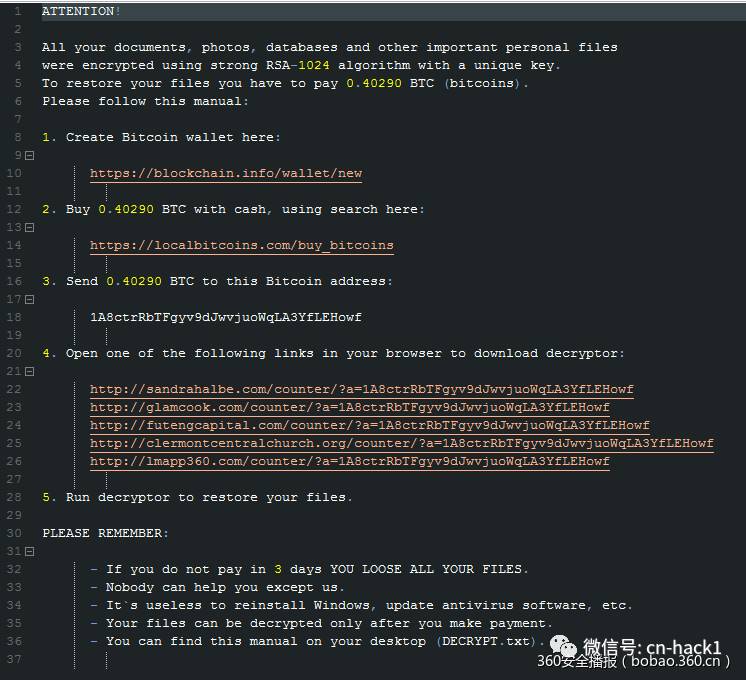 1 ATTENTION!
2
3 All your documents, photos, databases and other important personal files
4 were encrypted using strong RSA-1024 algorithm with a unique key.
5 To restore your files you have to pay 0.40290 BTC (bitcoins).
6 Please follow this manual:
7
8 1. Create Bitcoin wallet here:
9
10 https://blockchain.info/wallet/new
11
12 2. Buy 0.40290 BTC with cash, using search here:
13
14 https://localbitcoins.com/buy_bitcoins
15
16 3. Send 0.40290 BTC to this Bitcoin address:
17
18 1A8ctrRbTFgyv9dJwvjuoWqLA3YfLEHowf
19
20 4. Open one of the following links in your browser to download decryptor:
21
22 http://sandrahalbe.com/counter/?a=1A8ctrRbTFgyv9dJwvjuoWqLA3YfLEHowf
23 http://glamcook.com/counter/?a=1A8ctrRbTFgyv9dJwvjuoWqLA3YfLEHowf
24 http://futengcapital.com/counter/?a=1A8ctrRbTFgyv9dJwvjuoWqLA3YfLEHowf
25 http://clermontcentralchurch.org/counter/?a=1A8ctrRbTFgyv9dJwvjuoWqLA3YfLEHowf
26 http://lmapp360.com/counter/?a=1A8ctrRbTFgyv9dJwvjuoWqLA3YfLEHowf
27
28 5. Run decryptor to restore your files.
29
30 PLEASE REMEMBER:
31
32 - If you do not pay in 3 days YOU LOOSE ALL YOUR FILES.
33 - Nobody can help you except us.
34 - It`s useless to reinstall Windows, update antivirus software, etc.
35 - Your files can be decrypted only after you make payment.
36 - You can find this manual on your desktop (DECRYPT.txt).
37
微信号: cn-hack1
360安全播报(bobao.360.cn)